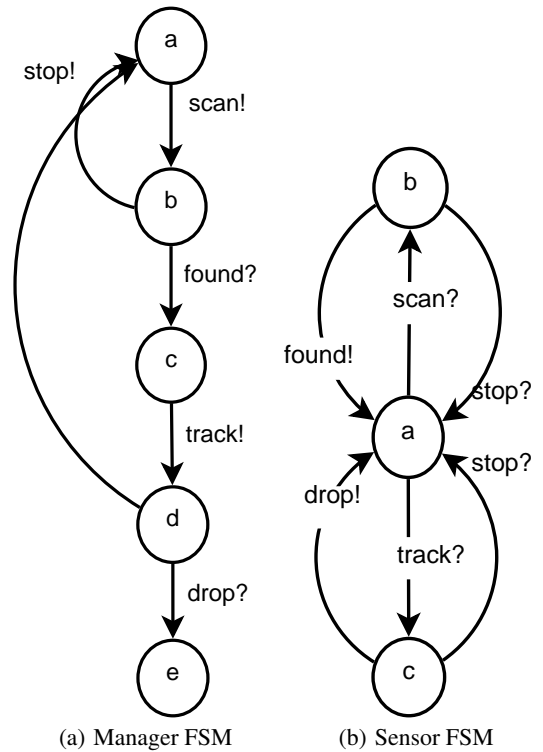 a
stop!
scan!
b
found?
c
track!
d
drop?
e
(a) Manager FSM
b
scan?
found!
stop?
a
stop?
drop!
track?
c
(b) Sensor FSM